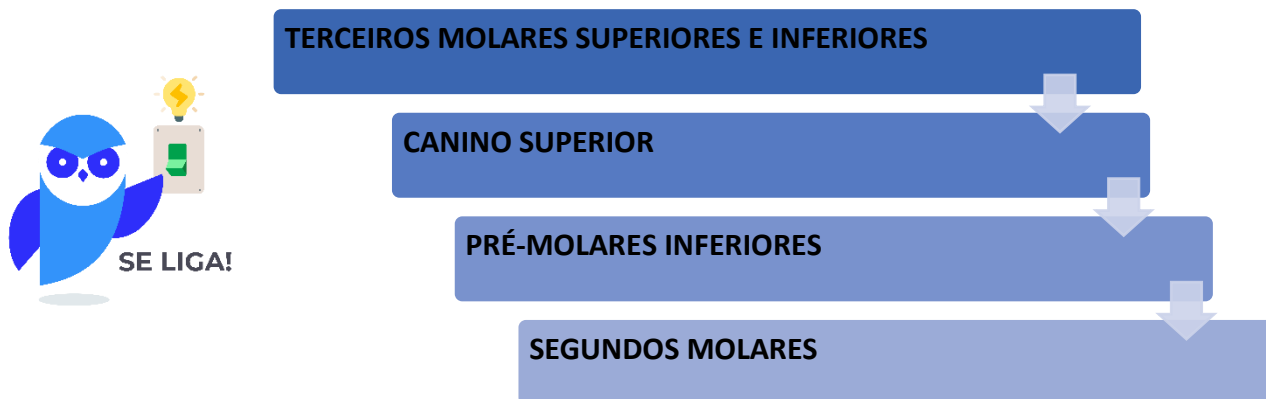 TERCEIROS MOLARES SUPERIORES E INFERIORES
CANINO SUPERIOR
PRÉ-MOLARES INFERIORES
SE LIGA!
SEGUNDOS MOLARES